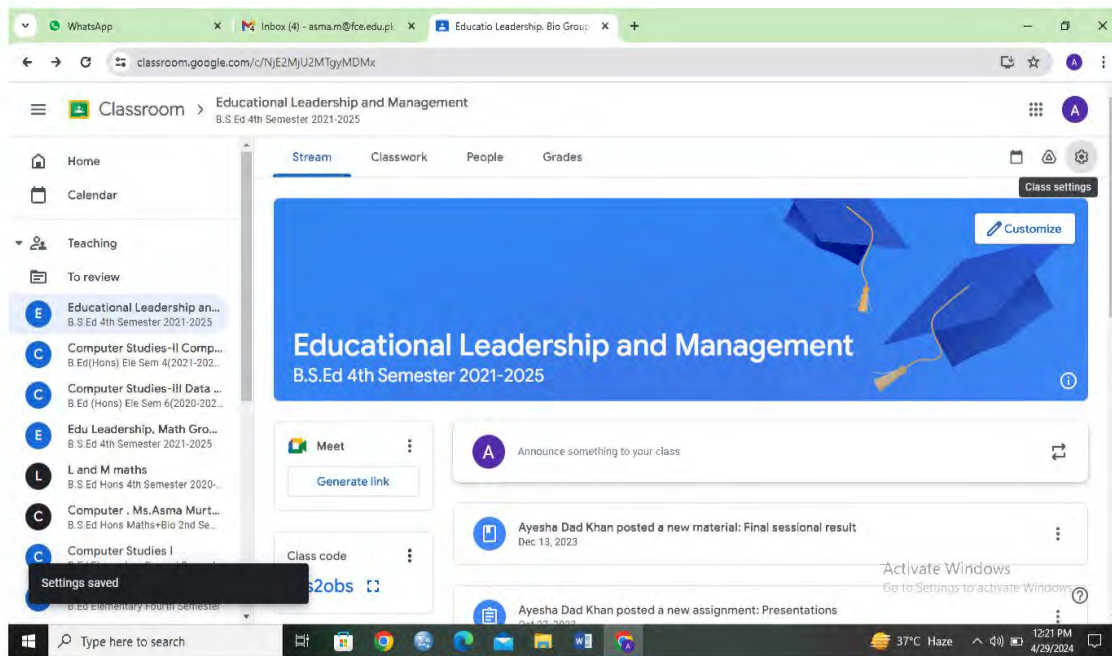 WhatsApp
Inbox (4) - asma.m@fce.edu.pk
Educatio Leadership. Bio Group
classroom.google.com/c/NjE2MjU2MTgyMDMx
A
Classroom > Educational Leadership and Management
B.S.Ed 4th Semester 2021-2025
A
Home
Stream Classwork People Grades
Calendar
Class settings
Customize
Teaching
To review
E Educational Leadership an...
B.S.Ed 4th Semester 2021-2025
C Computer Studies-II Comp...
B.Ed(Hons) Ele Sem 4(2021-202...
C Computer Studies-III Data ...
B.Ed (Hons) Ele Sem 6(2020-202...
E Edu Leadership, Math Gro...
B.S.Ed 4th Semester 2021-2025
L L and M maths
B.S.Ed Hons 4th Semester 2020-...
C Computer . Ms.Asma Murt...
B.S.Ed Hons Maths+Bio 2nd Se...
C Computer Studies I
B.Ed Elementary Fourth Semester
Settings saved
Educational Leadership and Management
B.S.Ed 4th Semester 2021-2025
Meet
Generate link
Class code
s2obs
A Announce something to your class
Ayesha Dad Khan posted a new material: Final sessional result
Dec 13, 2023
Ayesha Dad Khan posted a new assignment: Presentations
Activate Windows
Go to Settings to activate Windows.
Type here to search
37°C Haze
12:21 PM
4/29/2024